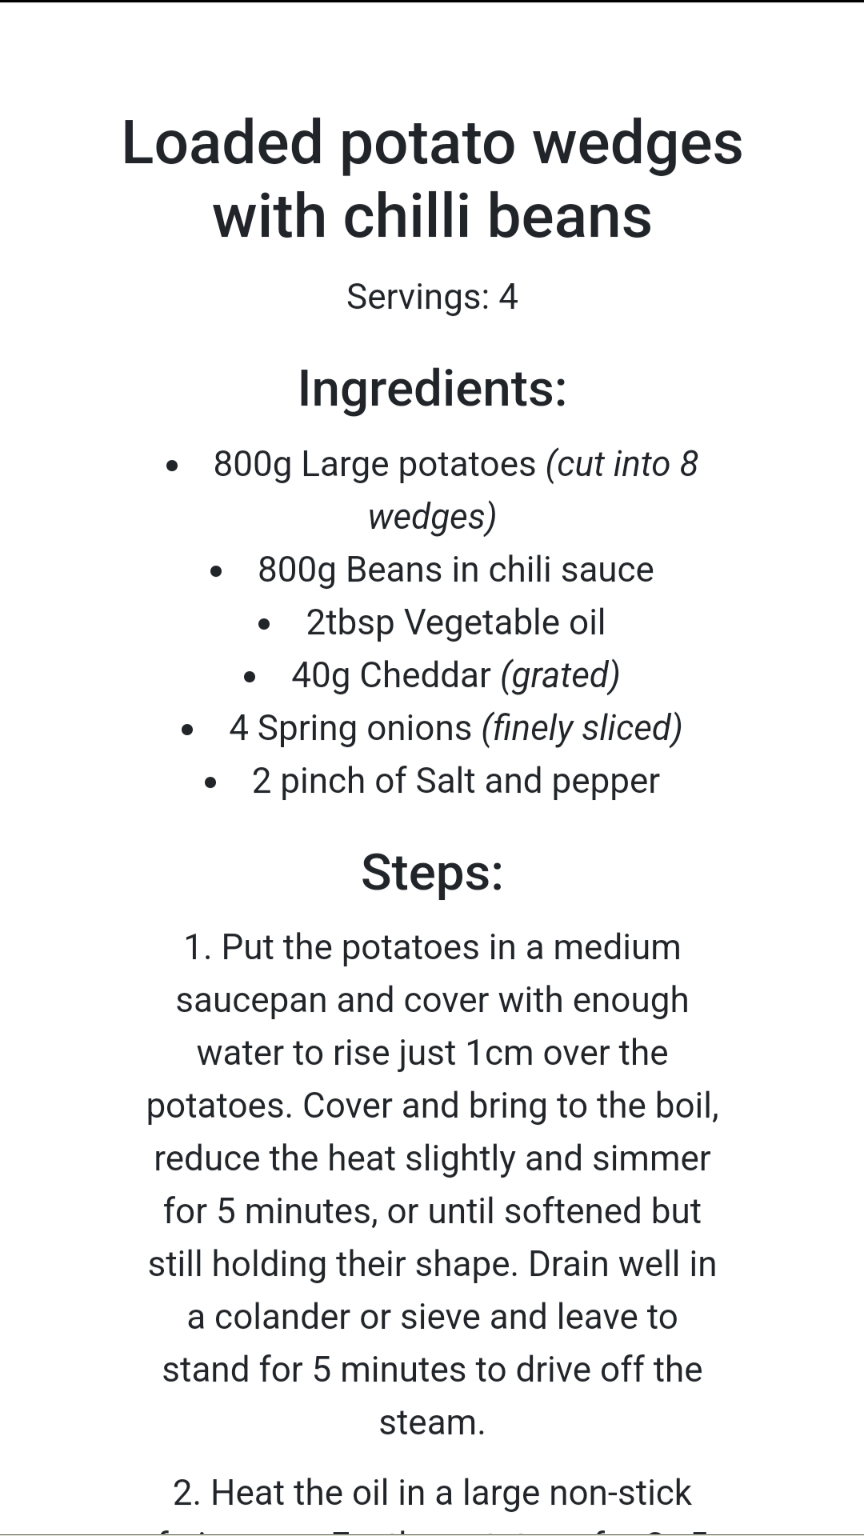 Loaded potato wedges
with chilli beans
Servings: 4
Ingredients:
• 800g Large potatoes (cut into 8
wedges)
• 800g Beans in chili sauce
• 2tbsp Vegetable oil
• 40g Cheddar (grated)
• 4 Spring onions (finely sliced)
• 2 pinch of Salt and pepper
Steps:
1. Put the potatoes in a medium
saucepan and cover with enough
water to rise just 1cm over the
potatoes. Cover and bring to the boil,
reduce the heat slightly and simmer
for 5 minutes, or until softened but
still holding their shape. Drain well in
a colander or sieve and leave to
stand for 5 minutes to drive off the
steam.
2. Heat the oil in a large non-stick